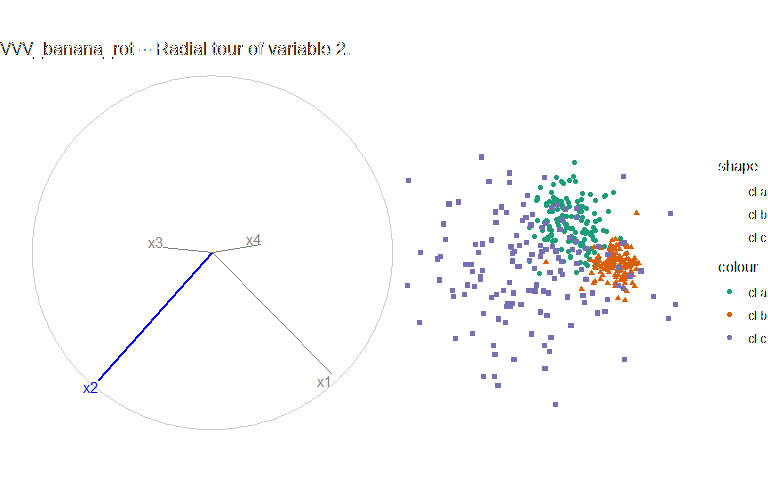 VVV_banana_rot -- Radial tour of variable 2.
x3
x4
x2
x1
shape
cl a
cl b
cl c
colour
cl a
cl b
cl c